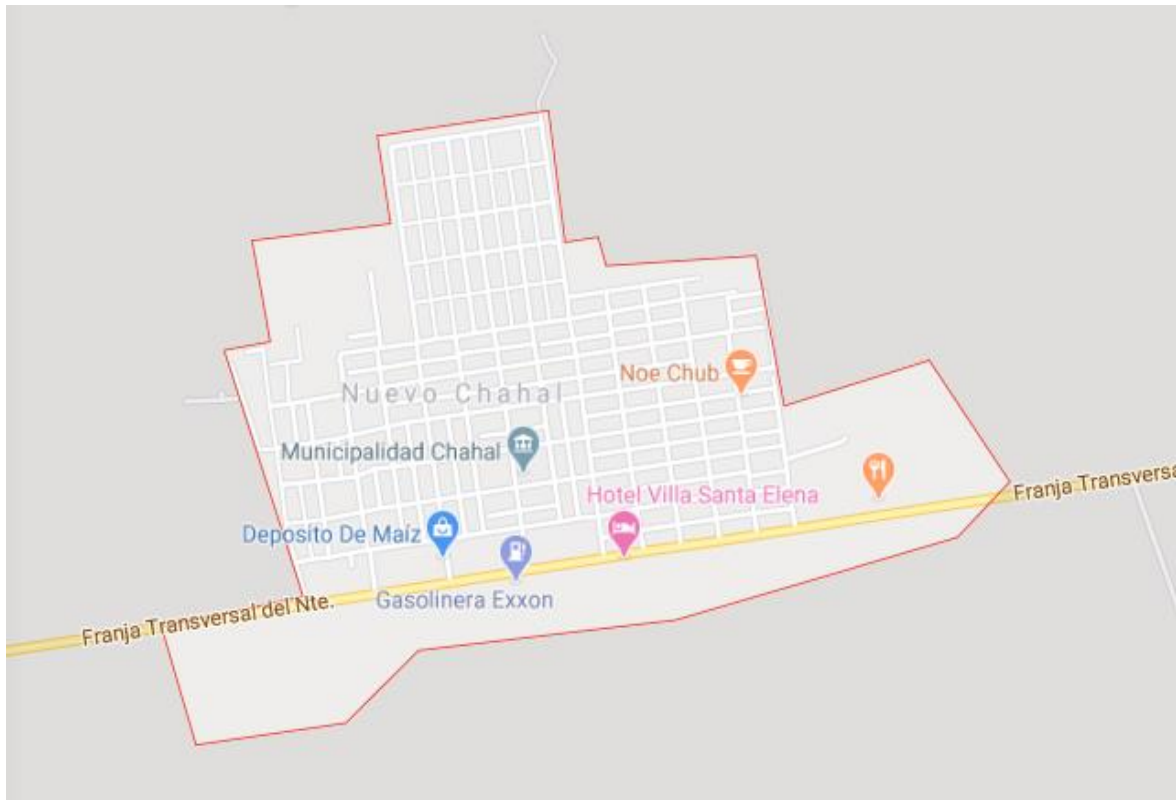 Noe Chub
Nuevo Chahal
Municipalidad Chahal
Hotel Villa Santa Elena
Franja Transversa
Deposito De Maíz
Gasolinera Exxon
Franja Transversal del Nte.